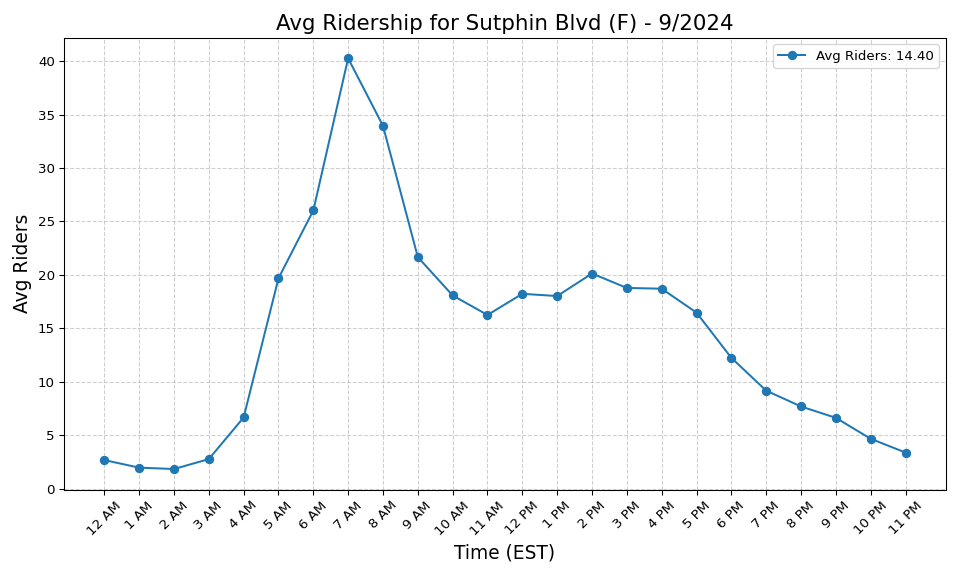 Avg Ridership for Sutphin Blvd (F) - 9/2024
Avg Riders: 14.40
Avg Riders
40
35
30
25
20
15
10
5
0
12 AM
1 AM
2 AM
3 AM
4 AM
5 AM
6 AM
7 AM
8 AM
9 AM
10 AM
11 AM
12 PM
1 PM
2 PM
3 PM
4 PM
5 PM
6 PM
7 PM
8 PM
9 PM
10 PM
11 PM
Time (EST)